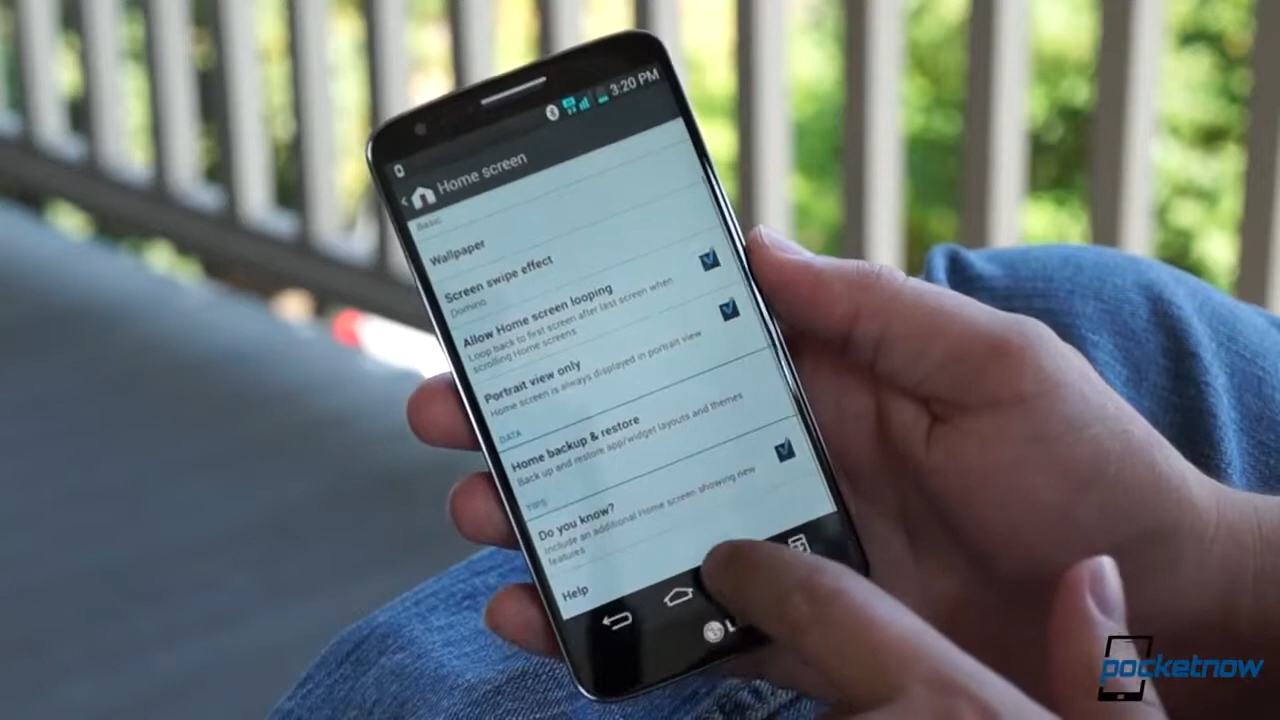 3:20 PM
Home screen
Basic
Wallpaper
Screen swipe effect
Domino
Allow Home screen looping
Loop back to first screen after last screen when
scrolling Home screens
Portrait view only
Home screen is always displayed in portrait view
DATA
Home backup & restore
Back up and restore app/widget layouts and themes
TIPS
Do you know?
Include an additional Home screen showing new
features
Help
L
pocketnow